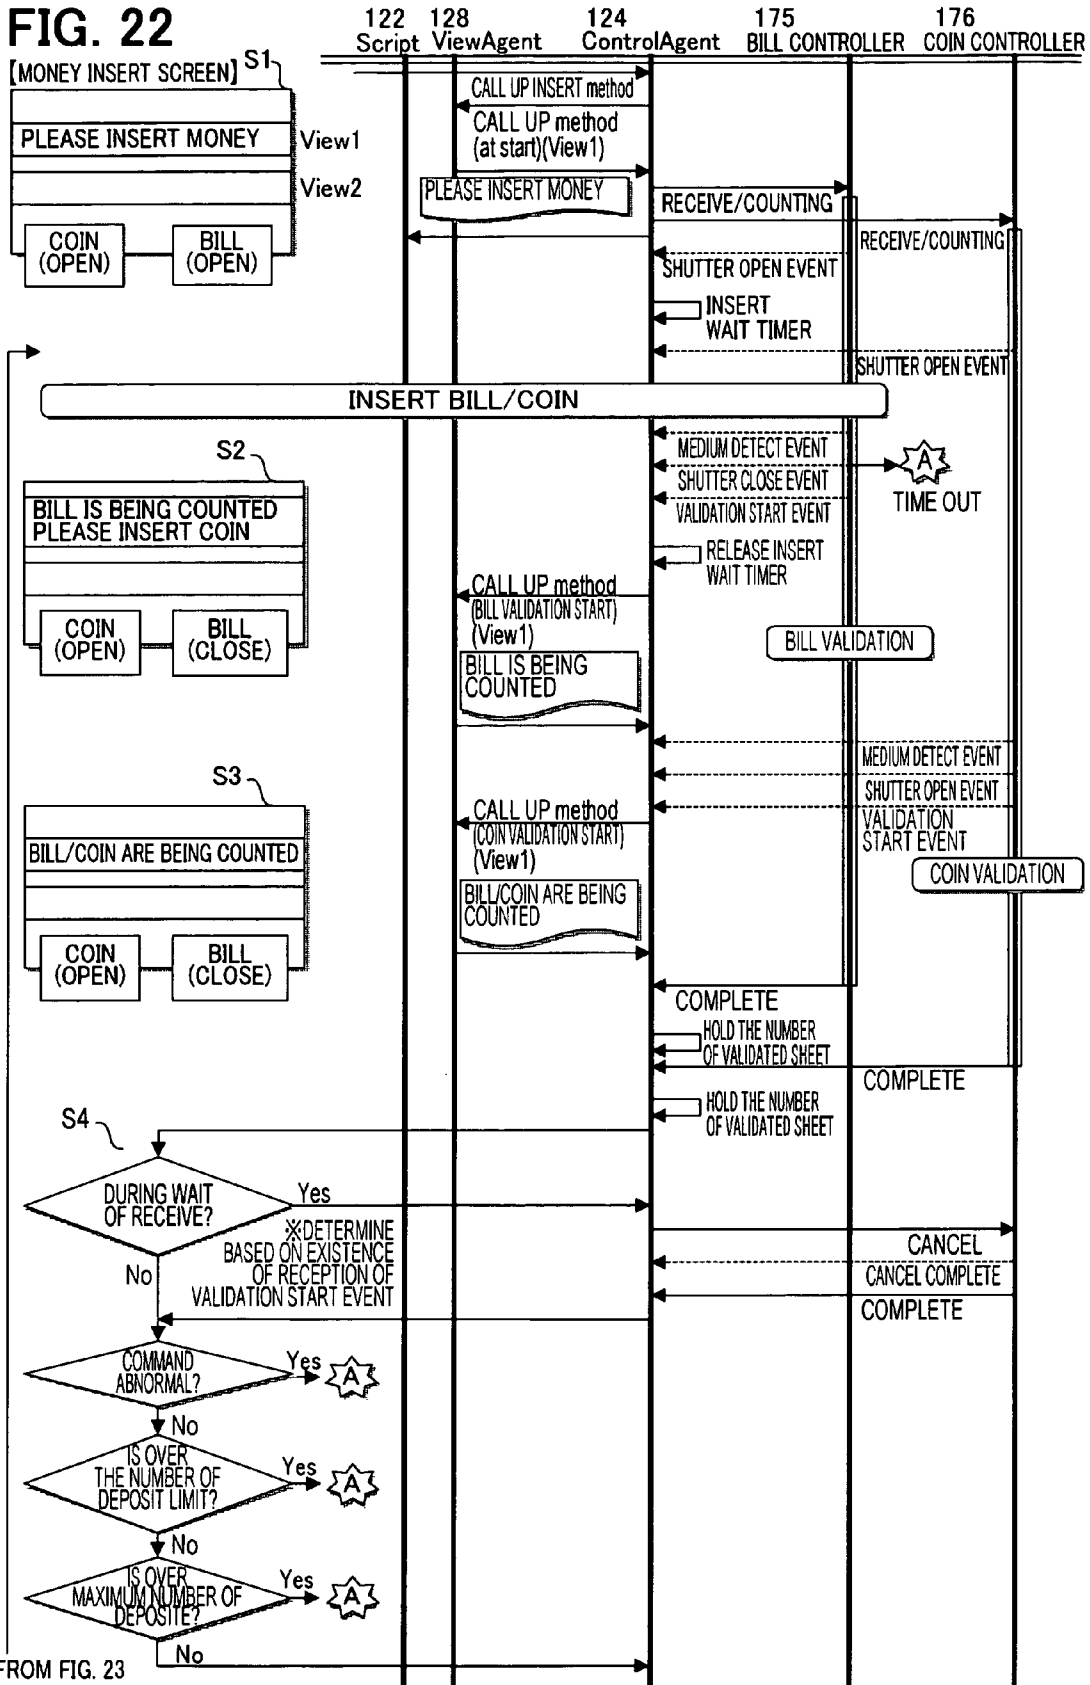 FIG. 22
122 128 124 175 176
Script ViewAgent ControlAgent BILL CONTROLLER COIN CONTROLLER
【MONEY INSERT SCREEN】 S1
PLEASE INSERT MONEY
View1
View2
COIN
(OPEN)
BILL
(OPEN)
CALL UP INSERT method
CALL UP method
(at start)(View1)
PLEASE INSERT MONEY
RECEIVE/COUNTING
RECEIVE/COUNTING
SHUTTER OPEN EVENT
INSERT
WAIT TIMER
SHUTTER OPEN EVENT
INSERT BILL/COIN
S2
BILL IS BEING COUNTED
PLEASE INSERT COIN
COIN
(OPEN)
BILL
(CLOSE)
MEDIUM DETECT EVENT
A
SHUTTER CLOSE EVENT
TIME OUT
VALIDATION START EVENT
RELEASE INSERT
WAIT TIMER
CALL UP method
(BILL VALIDATION START)
(View1)
BILL VALIDATION
BILL IS BEING
COUNTED
MEDIUM DETECT EVENT
SHUTTER OPEN EVENT
VALIDATION
START EVENT
S3
BILL/COIN ARE BEING COUNTED
COIN
(OPEN)
BILL
(CLOSE)
CALL UP method
(COIN VALIDATION START)
(View1)
COIN VALIDATION
BILL/COIN ARE BEING
COUNTED
COMPLETE
HOLD THE NUMBER
OF VALIDATED SHEET
COMPLETE
HOLD THE NUMBER
OF VALIDATED SHEET
S4
DURING WAIT
OF RECEIVE?
Yes
※DETERMINE
BASED ON EXISTENCE
OF RECEPTION OF
VALIDATION START EVENT
No
CANCEL
CANCEL COMPLETE
COMPLETE
COMMAND
ABNORMAL?
Yes
A
No
IS OVER
THE NUMBER OF
DEPOSIT LIMIT?
Yes
A
No
IS OVER
MAXIMUM NUMBER OF
DEPOSITE?
Yes
A
No
FROM FIG. 23